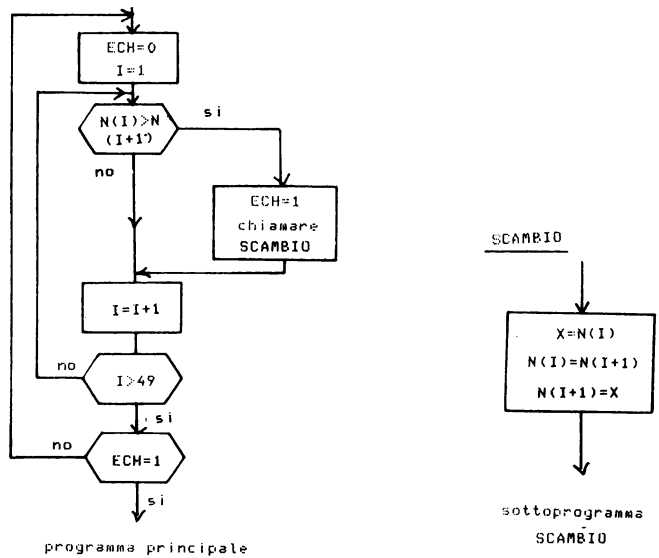 ECH=0
I=1
N(I)>N
(I+1)
si
no
ECH=1
chiamare
SCAMBIO
I=I+1
no
I>49
si
no
ECH=1
si
programma principale
SCAMBIO
X=N(I)
N(I)=N(I+1)
N(I+1)=X
sottoprogramma
SCAMBIO